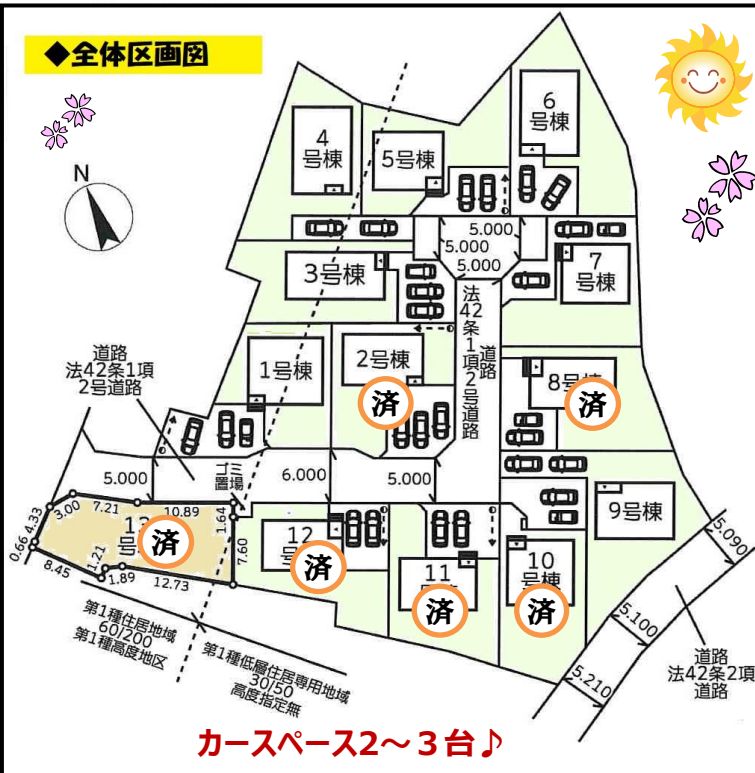 ◆全体区画図
N
4
号棟
5号棟
6
号棟
3号棟
5.000
5.000
5.000
7
号棟
法42条1項2号道路
道路
1号棟
2号棟
済
8号棟
済
道路
法42条1項
2号道路
5.000
ゴミ
置場
6.000
5.000
9号棟
3.00
7.21
10.89
1.64
4.33
0.66
13
号
済
7.60
8.45
1.21
1.89
12.73
12
号
済
11
済
10
号棟
済
5.090
5.100
5.210
第1種住居地域
60/200
第1種高度地区
第1種低層住居専用地域
30/50
高度指定無
道路
法42条2項
道路
カースペース2～３台♪